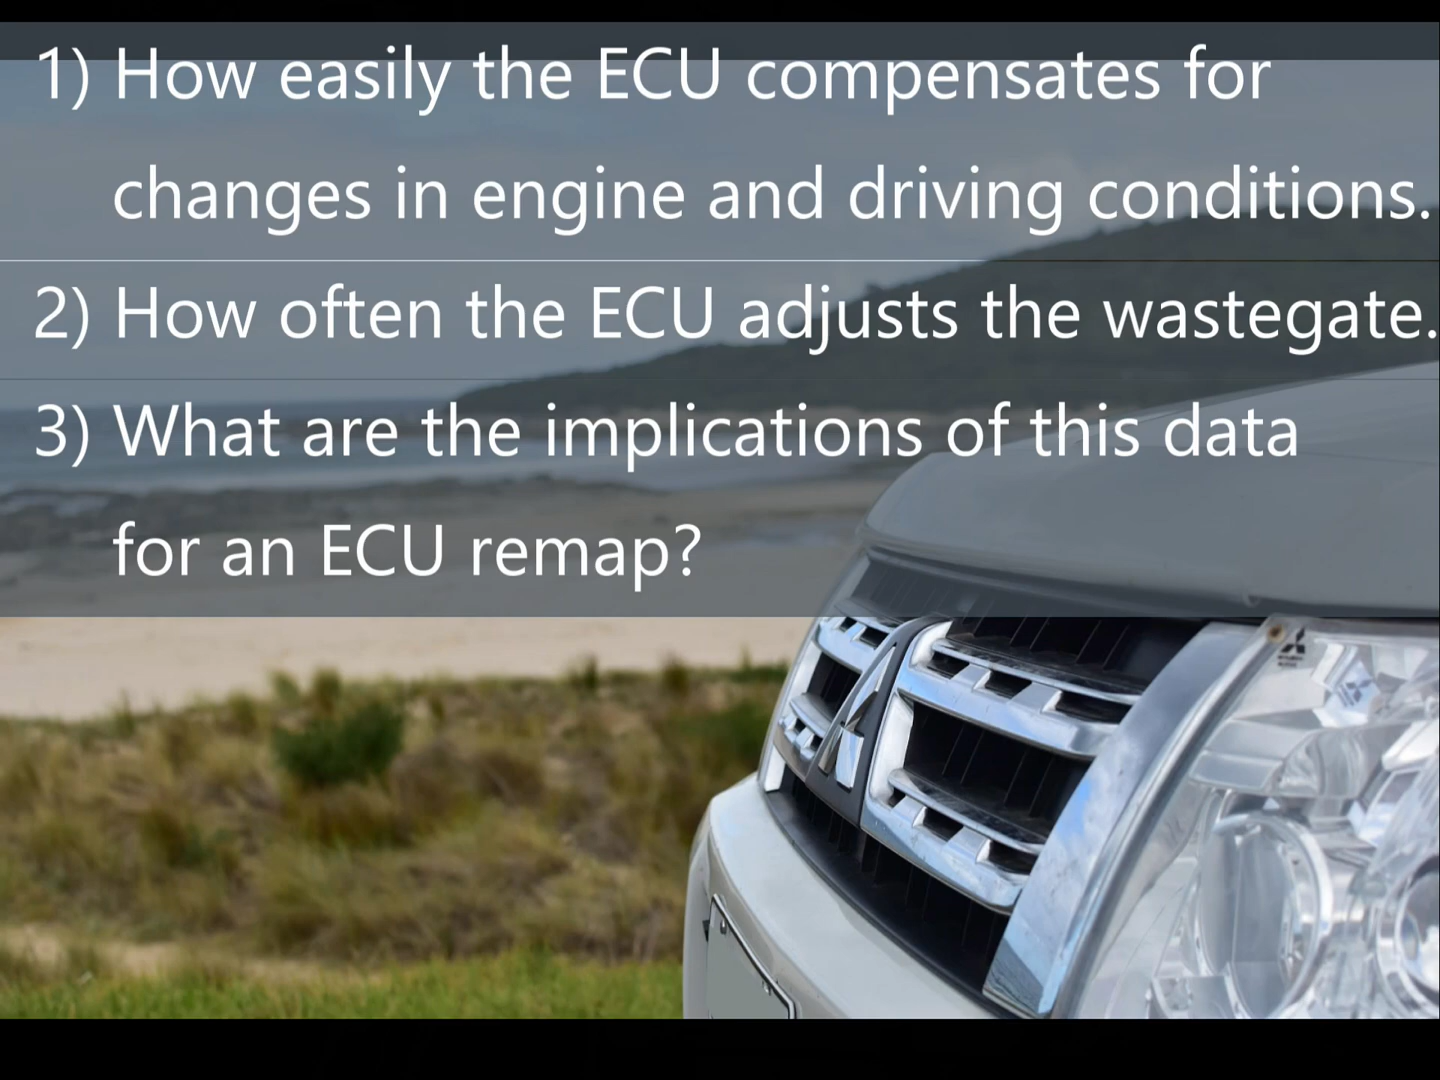 1) How easily the ECU compensates for
changes in engine and driving conditions.
2) How often the ECU adjusts the wastegate.
3) What are the implications of this data
for an ECU remap?